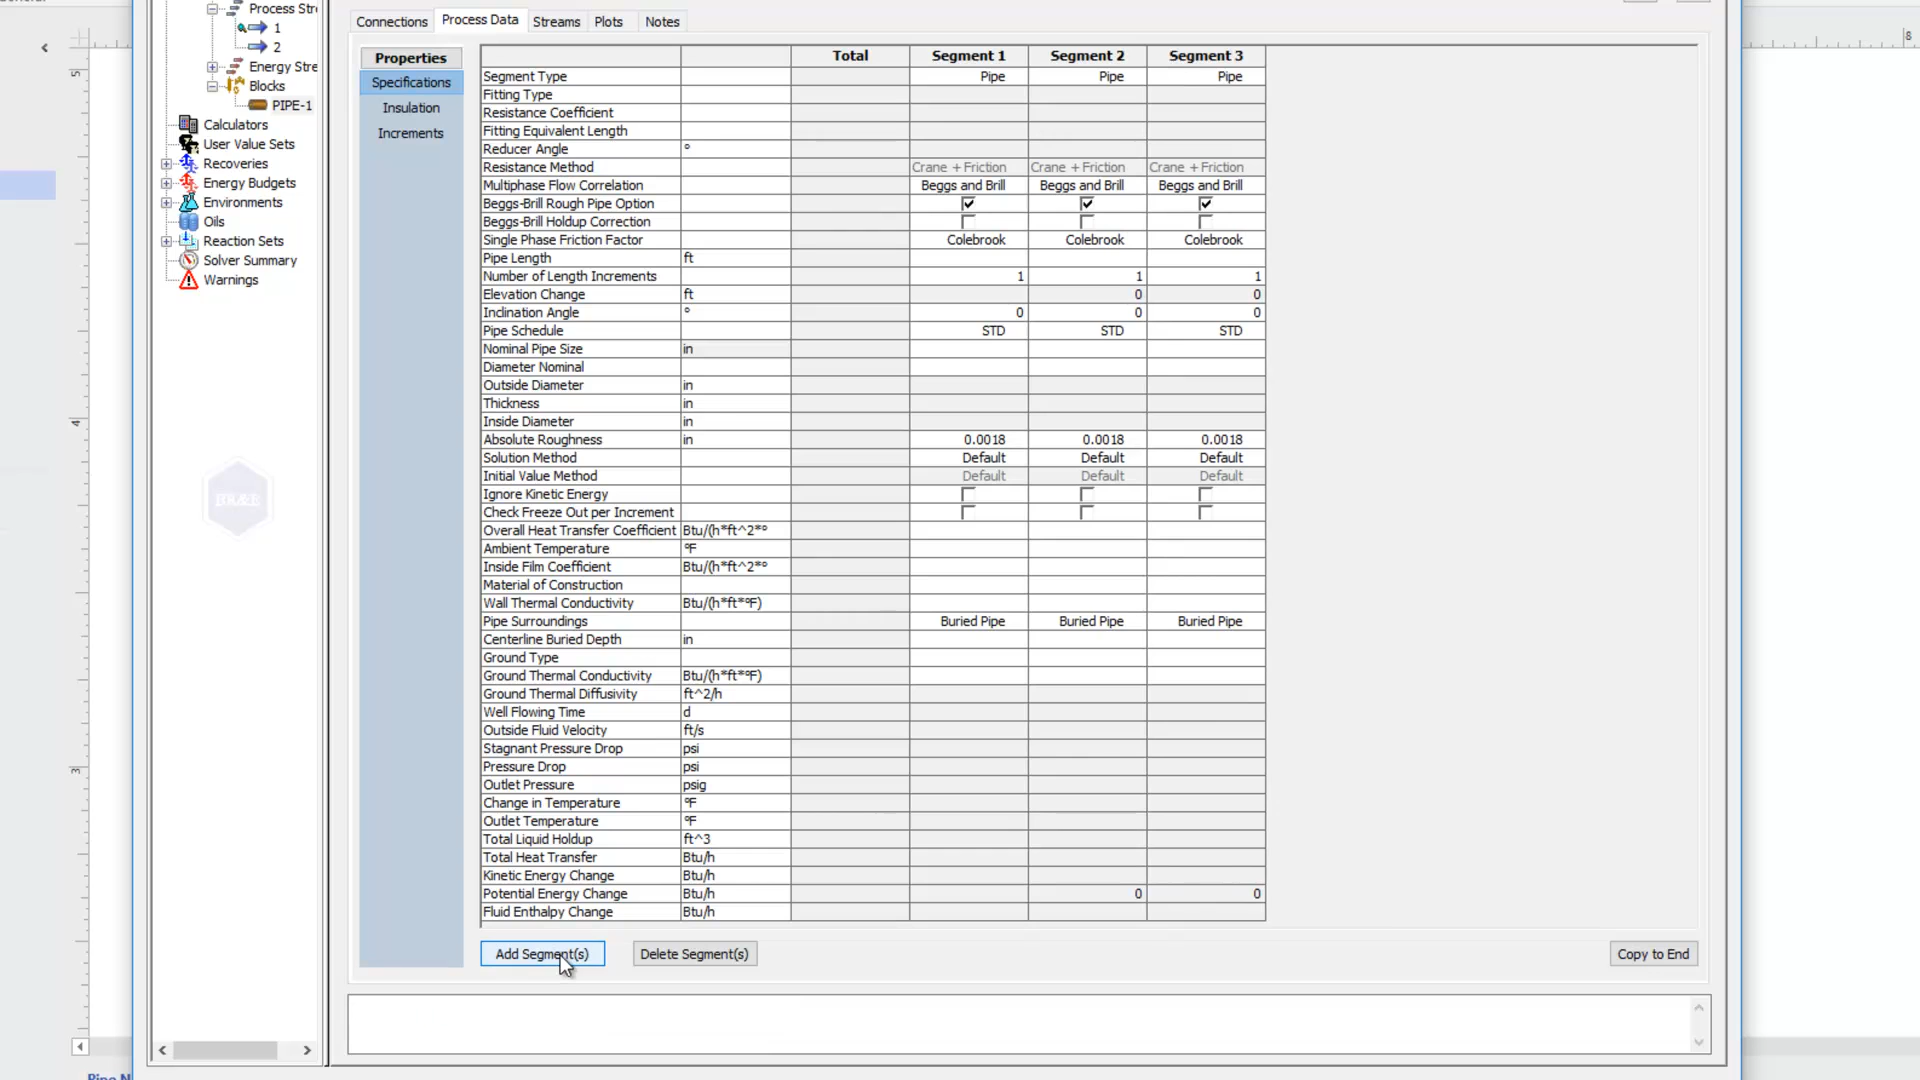 Process Stre
1
2
Energy Stre
Blocks
PIPE-1
Calculators
User Value Sets
Recoveries
Energy Budgets
Environments
Oils
Reaction Sets
Solver Summary
Warnings
Connections Process Data Streams Plots Notes
Properties
Specifications
Insulation
Increments
Total Segment 1 Segment 2 Segment 3
Segment Type Pipe Pipe Pipe
Fitting Type
Resistance Coefficient
Fitting Equivalent Length
Reducer Angle °
Resistance Method Crane + Friction Crane + Friction Crane + Friction
Multiphase Flow Correlation Beggs and Brill Beggs and Brill Beggs and Brill
Beggs-Brill Rough Pipe Option
Beggs-Brill Holdup Correction
Single Phase Friction Factor Colebrook Colebrook Colebrook
Pipe Length ft
Number of Length Increments 1 1 1
Elevation Change ft 0 0
Inclination Angle ° 0 0 0
Pipe Schedule STD STD STD
Nominal Pipe Size in
Diameter Nominal
Outside Diameter in
Thickness in
Inside Diameter in
Absolute Roughness in 0.0018 0.0018 0.0018
Solution Method Default Default Default
Initial Value Method Default Default Default
Ignore Kinetic Energy
Check Freeze Out per Increment
Overall Heat Transfer Coefficient Btu/(h*ft^2*°
Ambient Temperature °F
Inside Film Coefficient Btu/(h*ft^2*°
Material of Construction
Wall Thermal Conductivity Btu/(h*ft*°F)
Pipe Surroundings Buried Pipe Buried Pipe Buried Pipe
Centerline Buried Depth in
Ground Type
Ground Thermal Conductivity Btu/(h*ft*°F)
Ground Thermal Diffusivity ft^2/h
Well Flowing Time d
Outside Fluid Velocity ft/s
Stagnant Pressure Drop psi
Pressure Drop psi
Outlet Pressure psig
Change in Temperature °F
Outlet Temperature °F
Total Liquid Holdup ft^3
Total Heat Transfer Btu/h
Kinetic Energy Change Btu/h
Potential Energy Change Btu/h 0 0
Fluid Enthalpy Change Btu/h
Add Segment(s) Delete Segment(s) Copy to End
5
4
3
8
BR&E
Pipe N